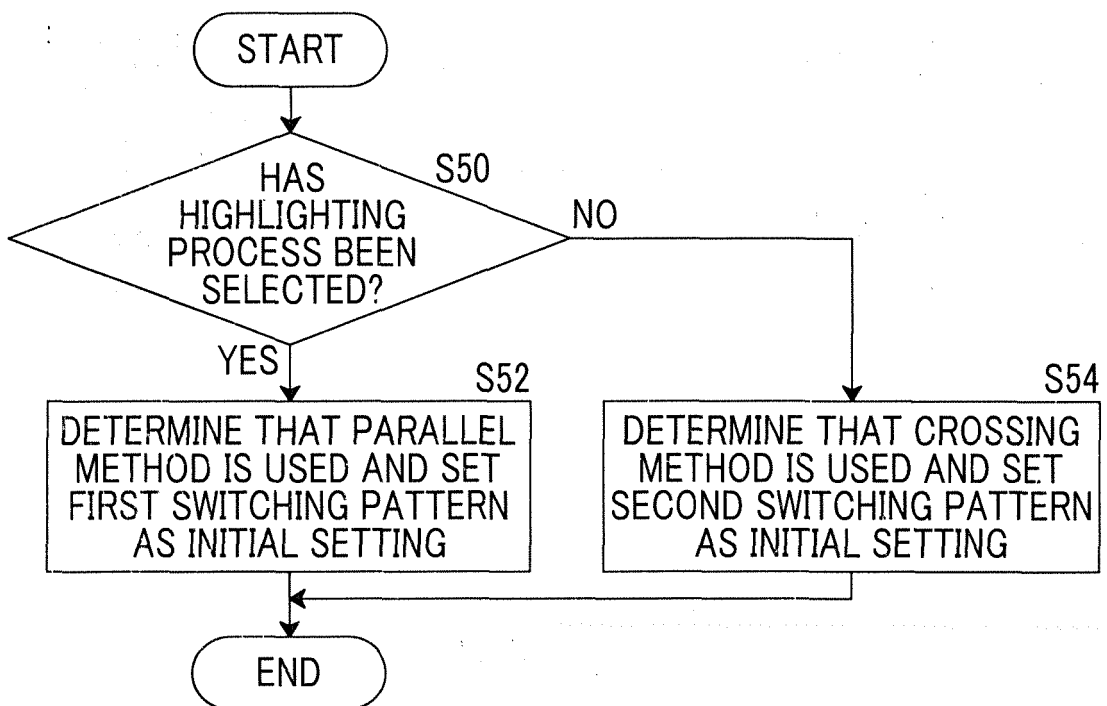 START
S50
HAS
HIGHLIGHTING
PROCESS BEEN
SELECTED?
NO
YES
S52
DETERMINE THAT PARALLEL
METHOD IS USED AND SET
FIRST SWITCHING PATTERN
AS INITIAL SETTING
S54
DETERMINE THAT CROSSING
METHOD IS USED AND SET
SECOND SWITCHING PATTERN
AS INITIAL SETTING
END